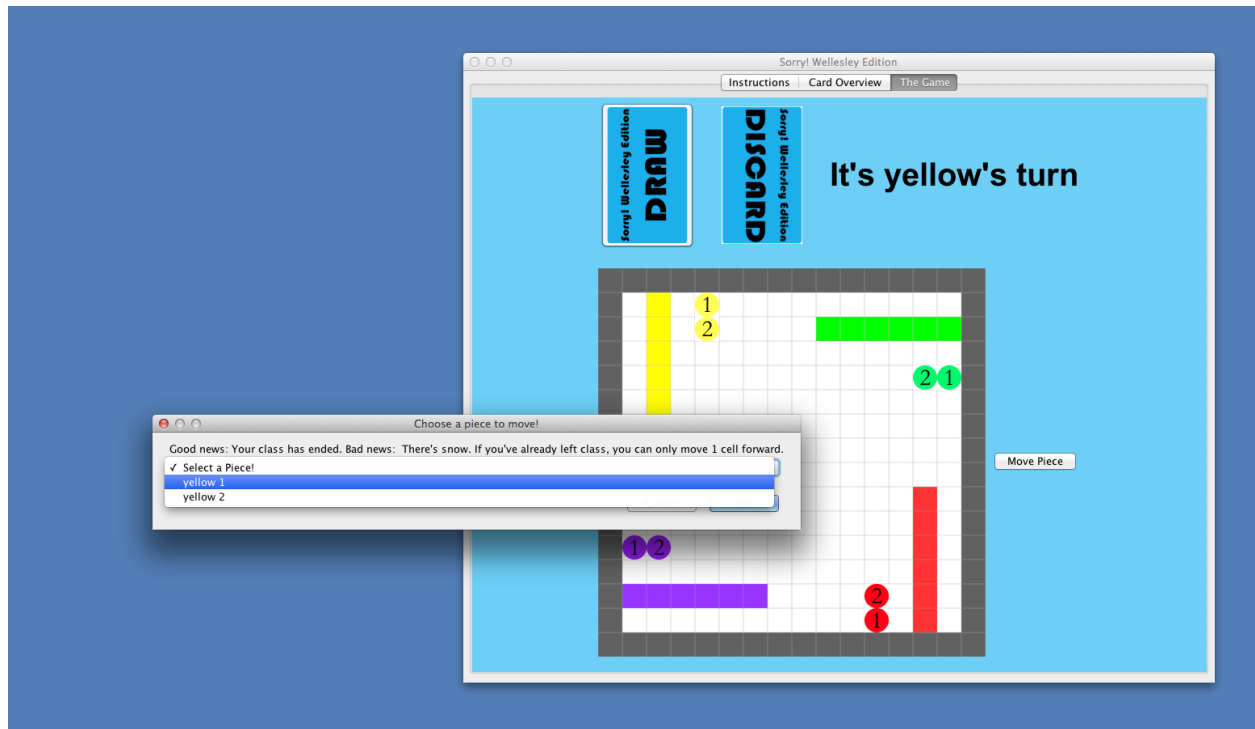 Sorry! Wellesley Edition
Instructions Card Overview The Game
Sorry! Wellesley Edition
DRAW
DISCARD
Sorry! Wellesley Edition
It's yellow's turn
1
2
2 1
Choose a piece to move!
Good news: Your class has ended. Bad news: There's snow. If you've already left class, you can only move 1 cell forward.
✓ Select a Piece!
yellow 1
yellow 2
Move Piece
1 2
2
1